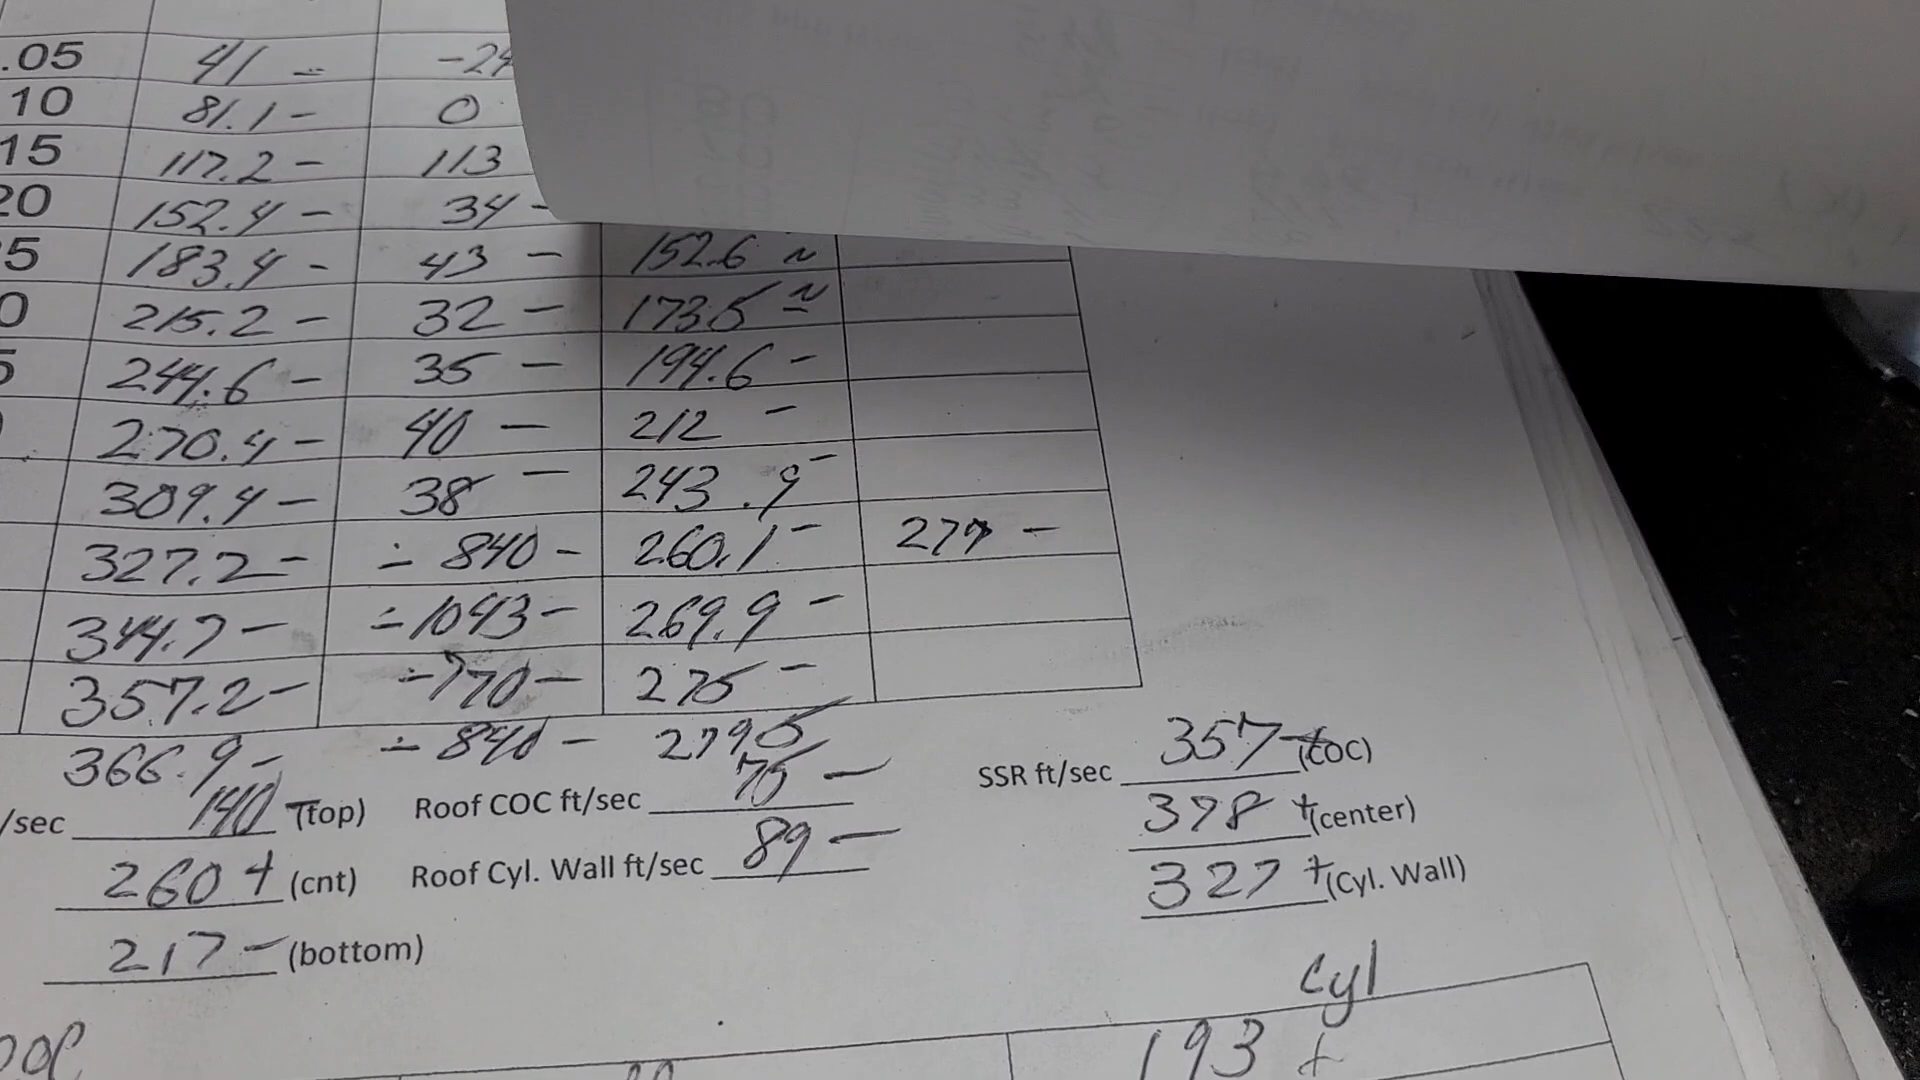 .05 41 - -24
10 81.1 - 0
15 117.2 - 113
20 152.4 - 34 -
5 183.4 - 43 - 152.6 ~
0 215.2 - 32 - 173.5 ~
5 244.6 - 35 - 194.6 -
270.4 - 40 - 212 -
309.4 - 38 - 243.9 -
327.2 - ÷ 840 - 260.1 - 277 -
344.7 - ÷ 1043 - 269.9 -
357.2 - ÷ 770 - 275 -
366.9 - ÷ 840 - 279.5
/sec 140 - (top) Roof COC ft/sec 75 - SSR ft/sec 357 - (COC)
378 + (center)
260 + (cnt) Roof Cyl. Wall ft/sec 89 - 327 + (Cyl. Wall)
217 - (bottom)
Cyl
193 +